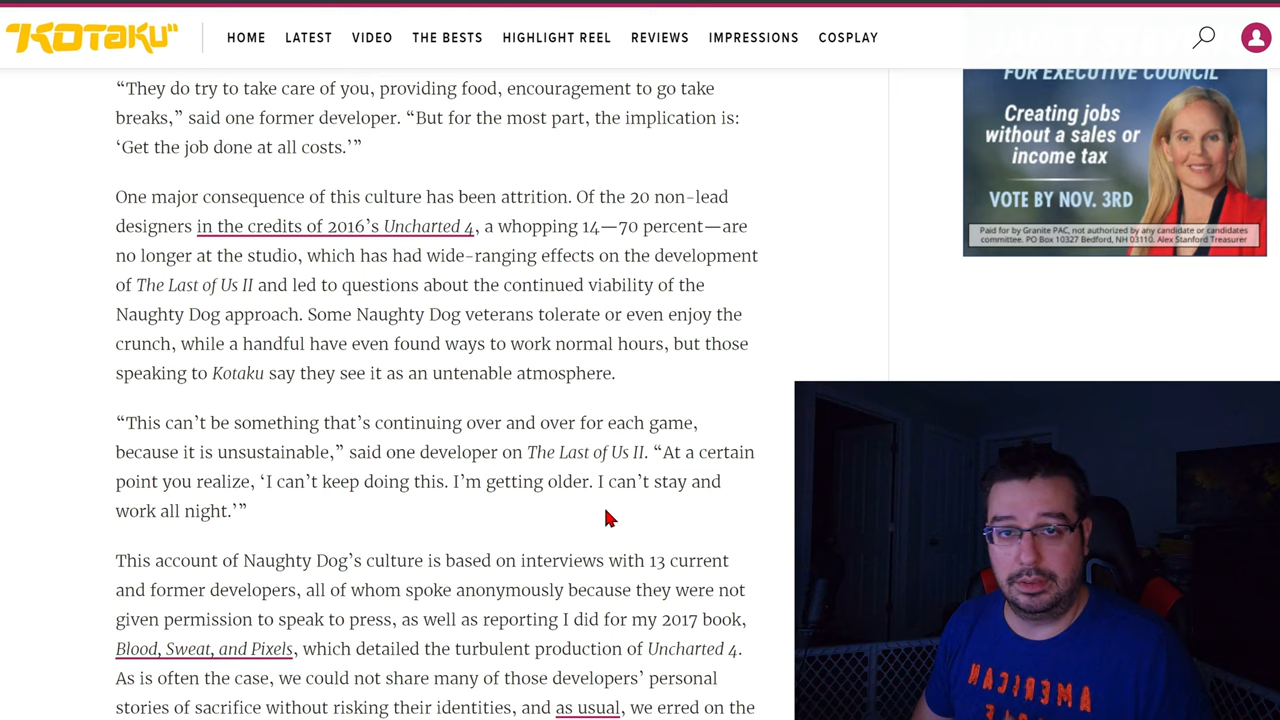 KOTAKU
HOME LATEST VIDEO THE BESTS HIGHLIGHT REEL REVIEWS IMPRESSIONS COSPLAY
“They do try to take care of you, providing food, encouragement to go take
breaks,” said one former developer. “But for the most part, the implication is:
‘Get the job done at all costs.’”
One major consequence of this culture has been attrition. Of the 20 non-lead
designers in the credits of 2016’s Uncharted 4, a whopping 14—70 percent—are
no longer at the studio, which has had wide-ranging effects on the development
of The Last of Us II and led to questions about the continued viability of the
Naughty Dog approach. Some Naughty Dog veterans tolerate or even enjoy the
crunch, while a handful have even found ways to work normal hours, but those
speaking to Kotaku say they see it as an untenable atmosphere.
“This can’t be something that’s continuing over and over for each game,
because it is unsustainable,” said one developer on The Last of Us II. “At a certain
point you realize, ‘I can’t keep doing this. I’m getting older. I can’t stay and
work all night.’”
This account of Naughty Dog’s culture is based on interviews with 13 current
and former developers, all of whom spoke anonymously because they were not
given permission to speak to press, as well as reporting I did for my 2017 book,
Blood, Sweat, and Pixels, which detailed the turbulent production of Uncharted 4.
As is often the case, we could not share many of those developers’ personal
stories of sacrifice without risking their identities, and as usual, we erred on the
FOR EXECUTIVE COUNCIL
Creating jobs
without a sales or
income tax
VOTE BY NOV. 3RD
Paid for by Granite PAC, not authorized by any candidate or candidates
committee. PO Box 10327 Bedford, NH 03110. Alex Stanford Treasurer
AMERICAN